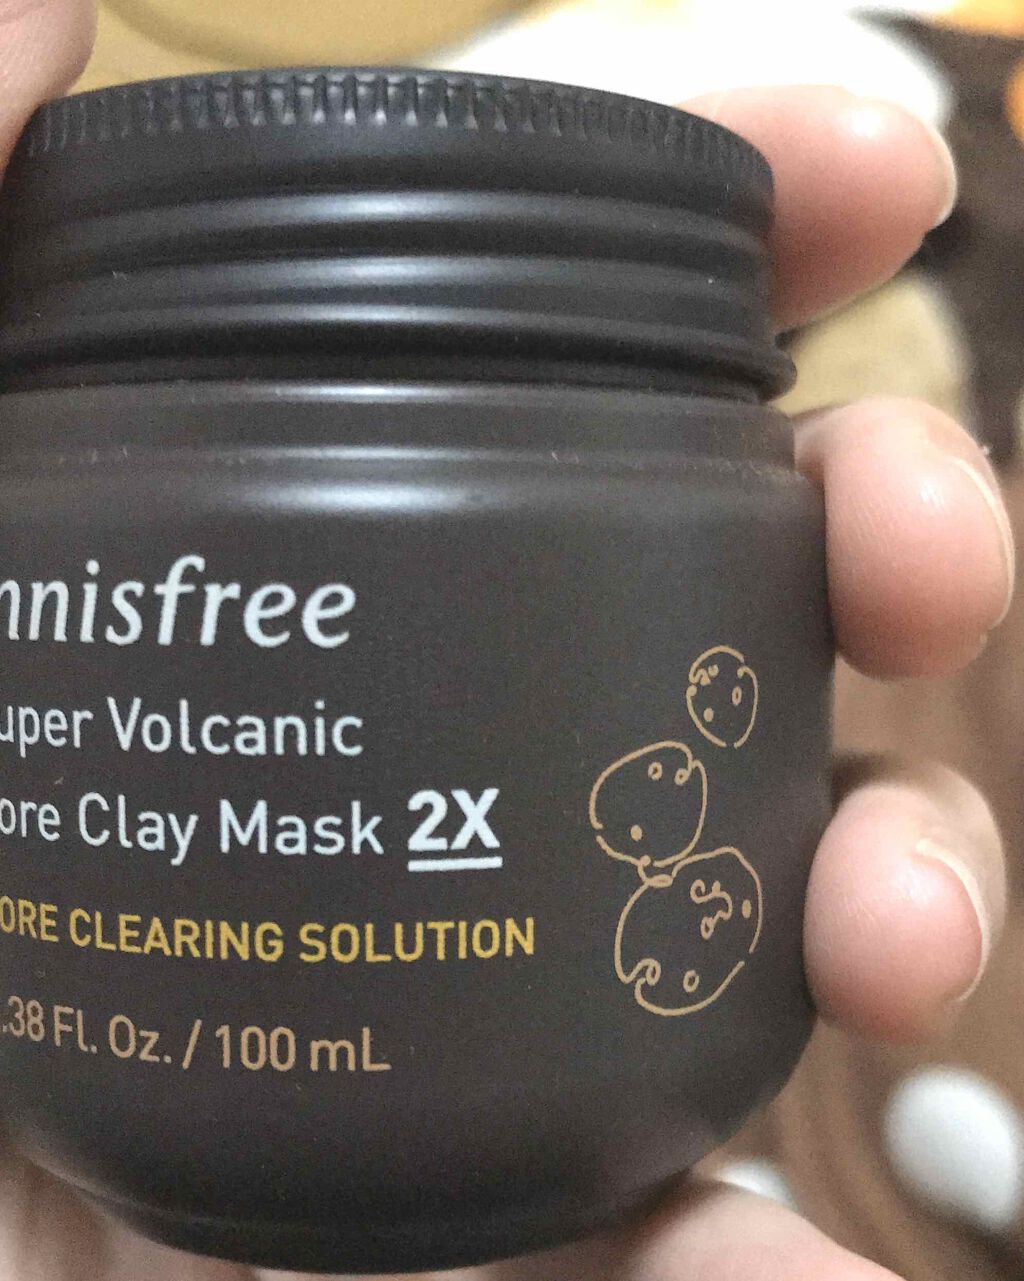 nnisfree
uper Volcanic
ore Clay Mask 2X
ORE CLEARING SOLUTION
.38 Fl. Oz. / 100 mL